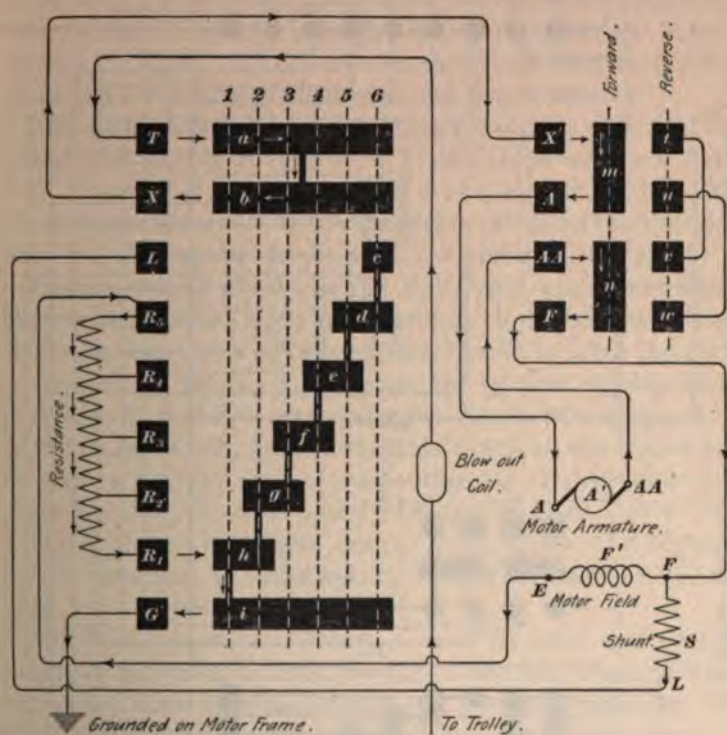 Forward.
Reverse.
1 2 3 4 5 6
T a X' m t
X b A u
L c AA n v
R5 d F w
R4 e
Resistance.
R3 f
Blow out
Coil.
R2 g
A A' AA
Motor Armature.
R1 h
F'
E F
Motor Field
G i
Shunt. S
L
Grounded on Motor Frame.
To Trolley.